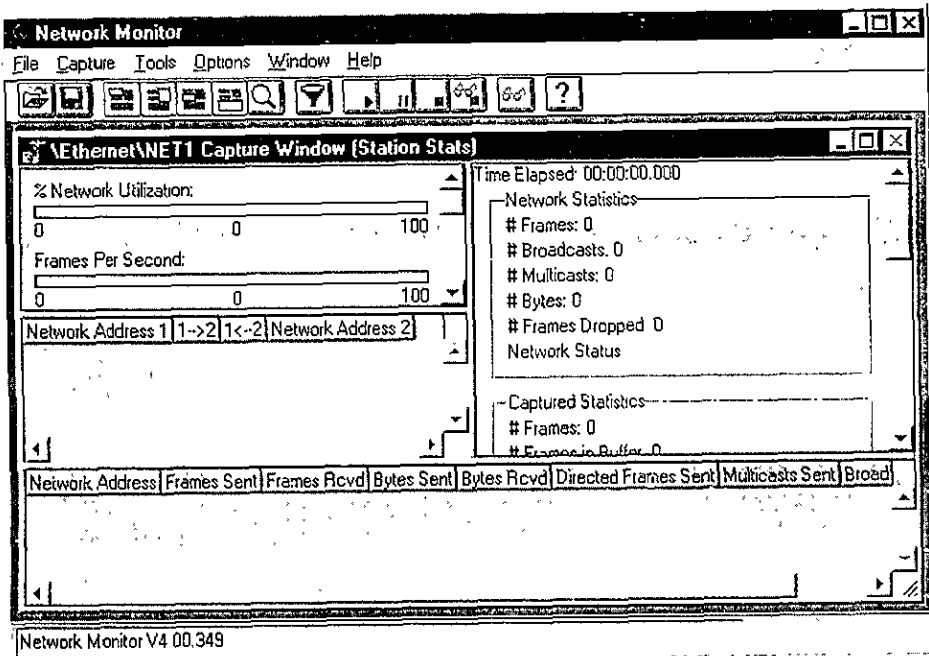 Network Monitor
File Capture Tools Options Window Help
\Ethernet\NET1 Capture Window (Station Stats)
% Network Utilization:
0 0 100
Frames Per Second:
0 0 100
Time Elapsed: 00:00:00.000
Network Statistics
# Frames: 0
# Broadcasts. 0
# Multicasts: 0
# Bytes: 0
# Frames Dropped 0
Network Status
Captured Statistics
# Frames: 0
# Frames in Buffer 0
Network Address 1 1-->2 1<--2 Network Address 2
Network Address Frames Sent Frames Rcvd Bytes Sent Bytes Rcvd Directed Frames Sent Multicasts Sent Broad
Network Monitor V4 00.349